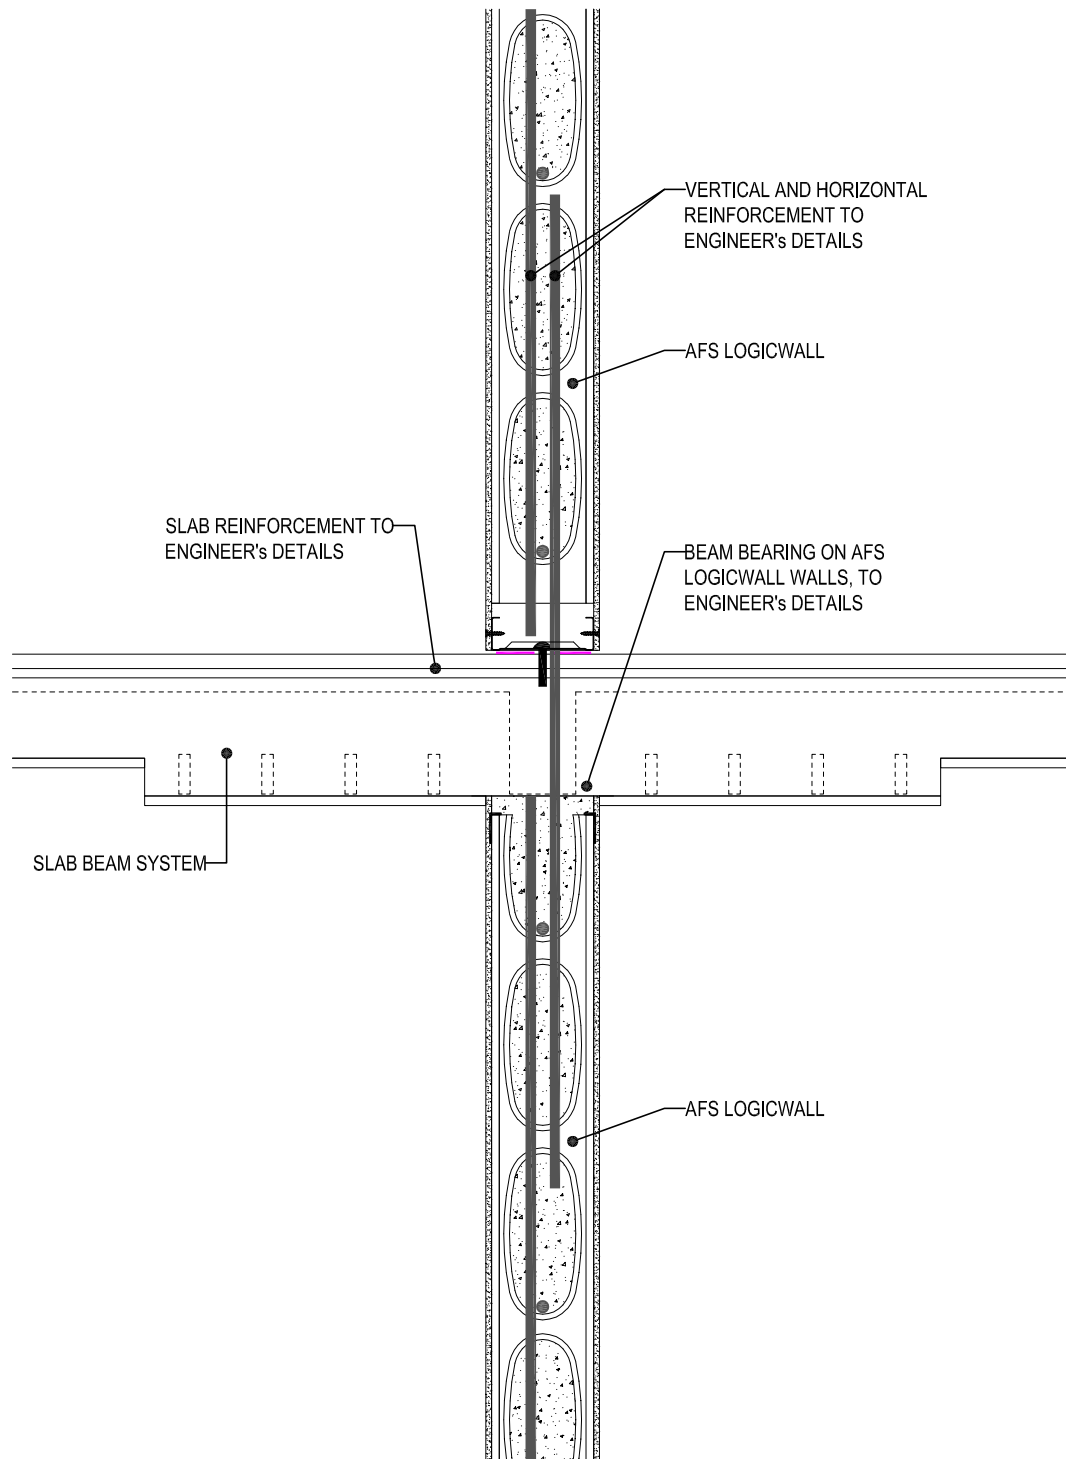 VERTICAL AND HORIZONTAL
REINFORCEMENT TO
ENGINEER's DETAILS
AFS LOGICWALL
SLAB REINFORCEMENT TO
ENGINEER's DETAILS
BEAM BEARING ON AFS
LOGICWALL WALLS, TO
ENGINEER's DETAILS
SLAB BEAM SYSTEM
AFS LOGICWALL